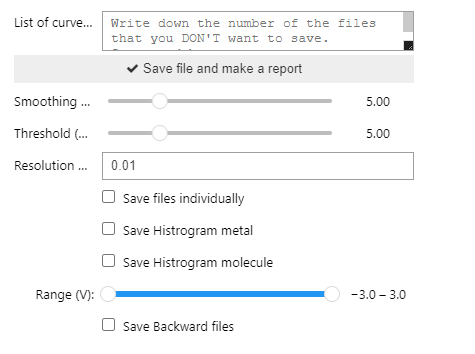 List of curve... Write down the number of the files
that you DON'T want to save.
Save file and make a report
Smoothing ... 5.00
Threshold (... 5.00
Resolution ... 0.01
Save files individually
Save Histrogram metal
Save Histrogram molecule
Range (V): −3.0 – 3.0
Save Backward files